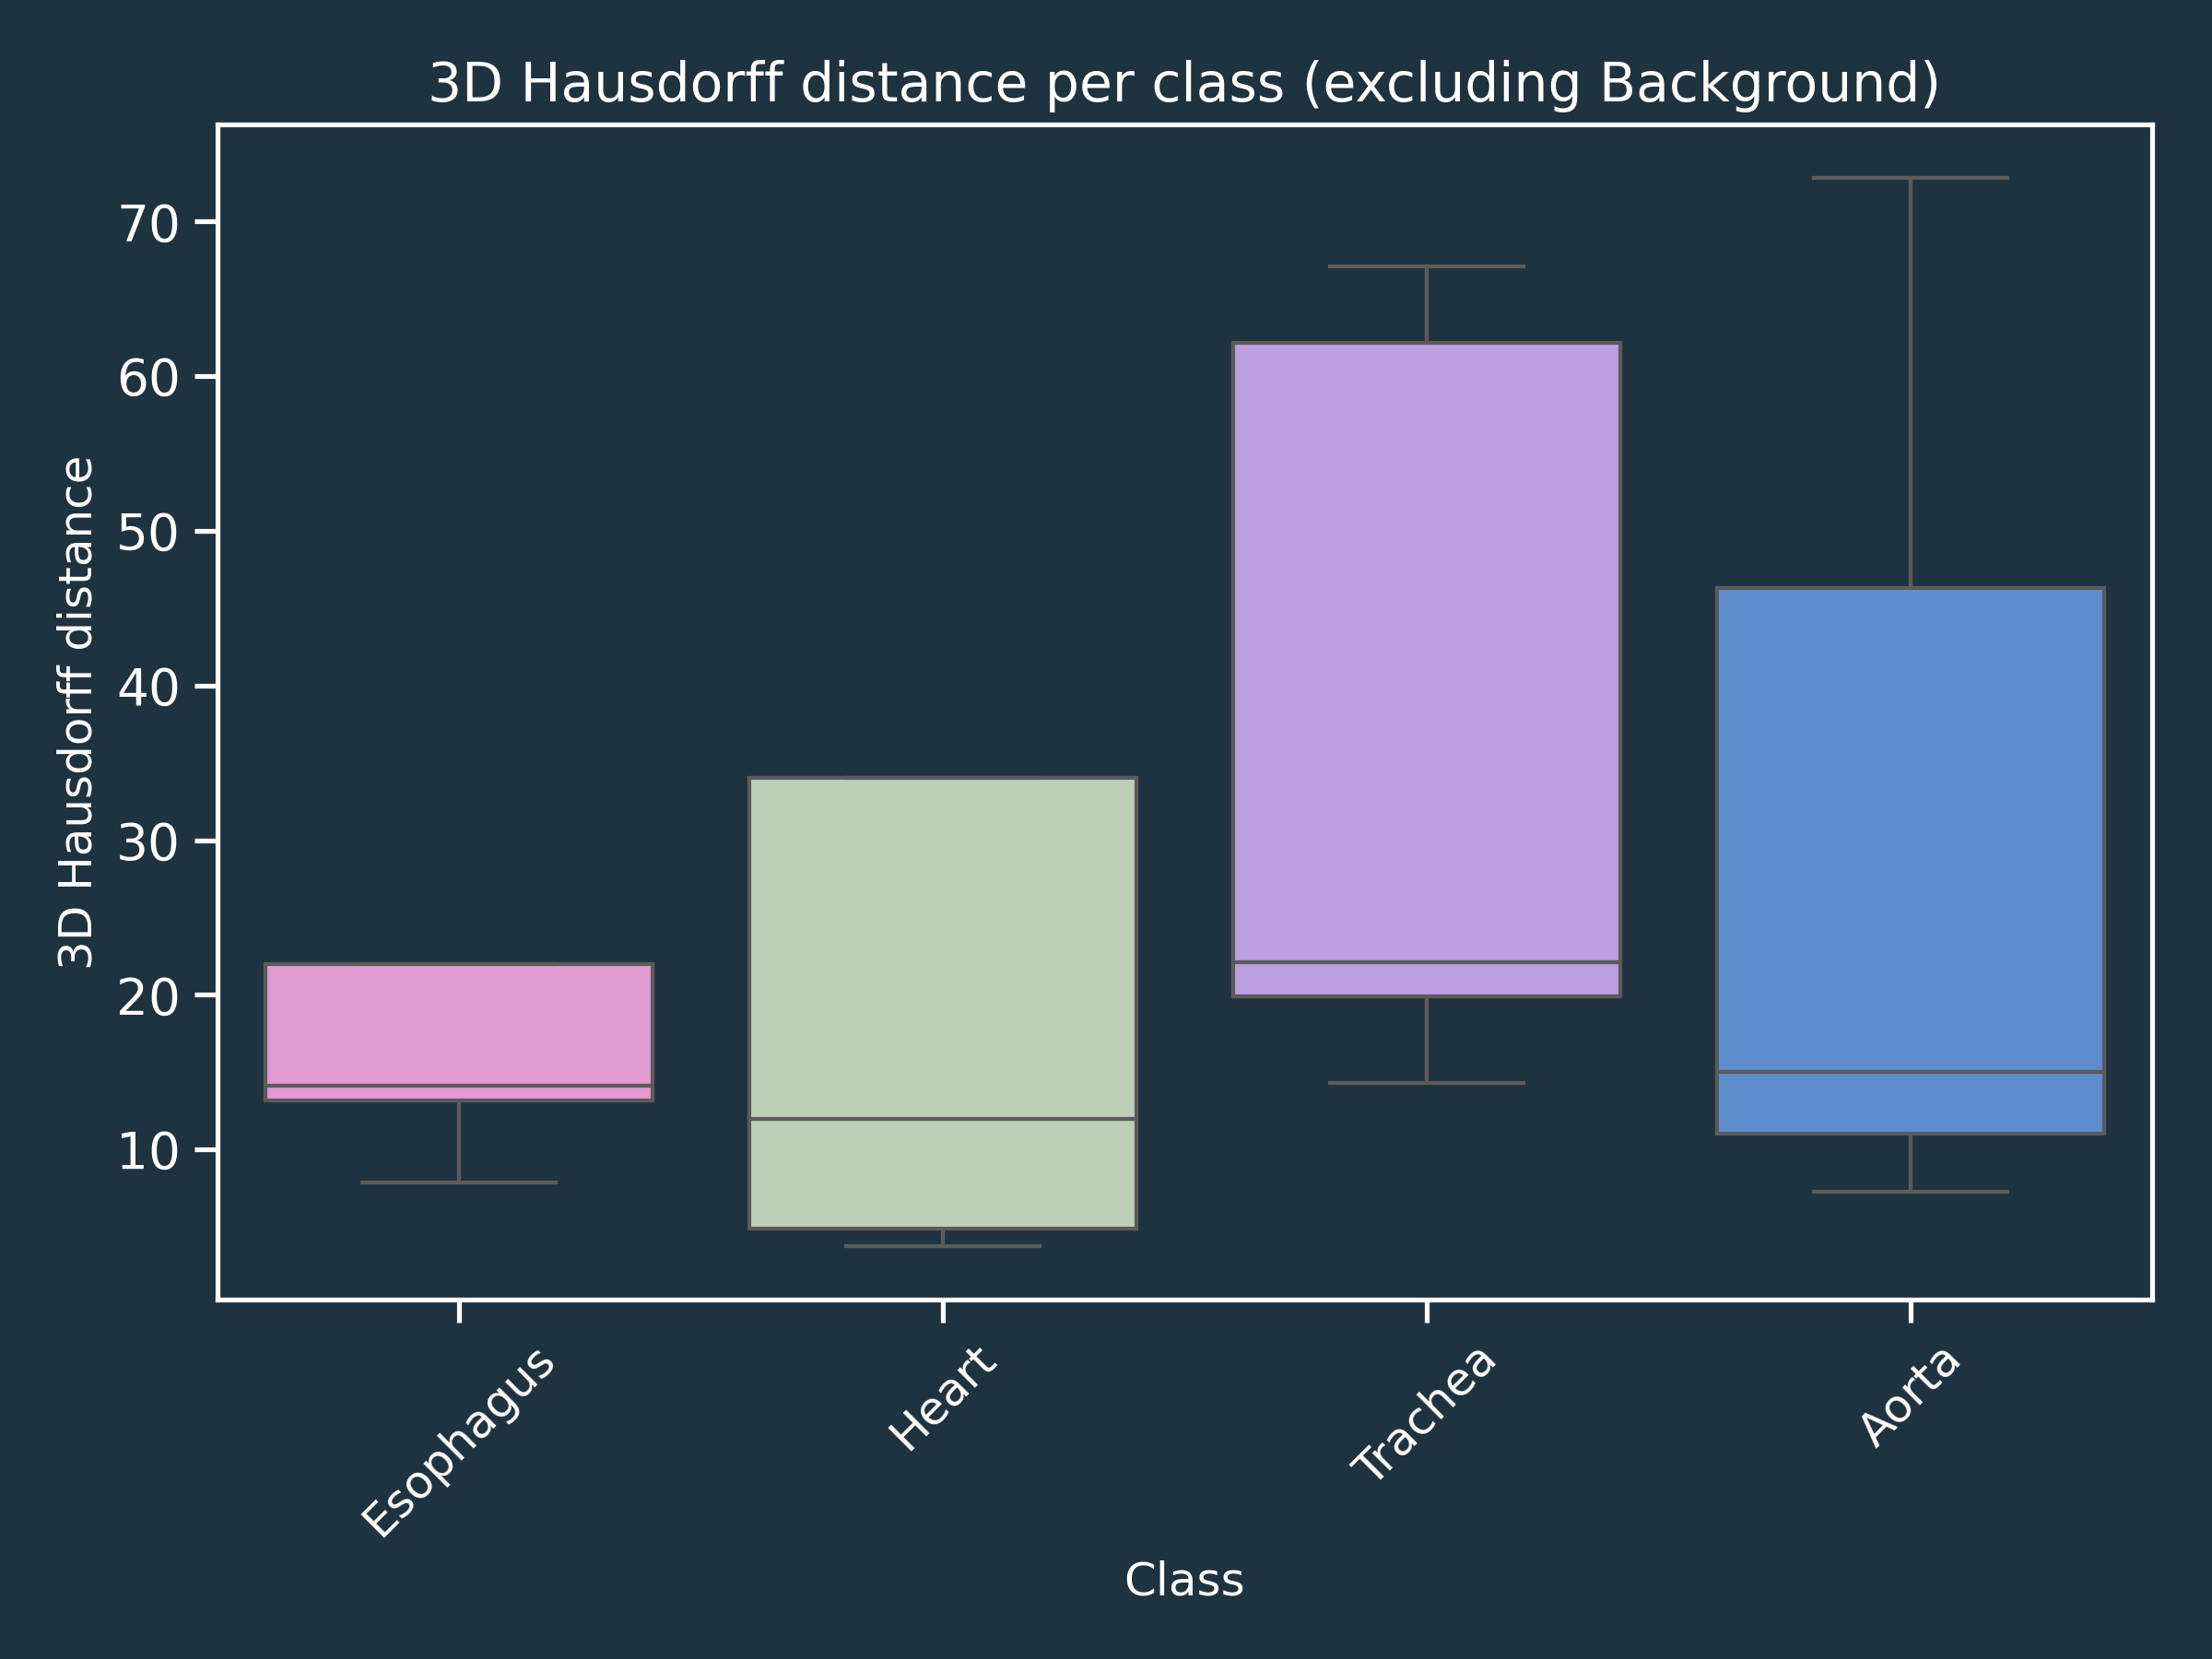 3D Hausdorff distance per class (excluding Background)
3D Hausdorff distance
70
60
50
40
30
20
10
Esophagus
Heart
Trachea
Aorta
Class